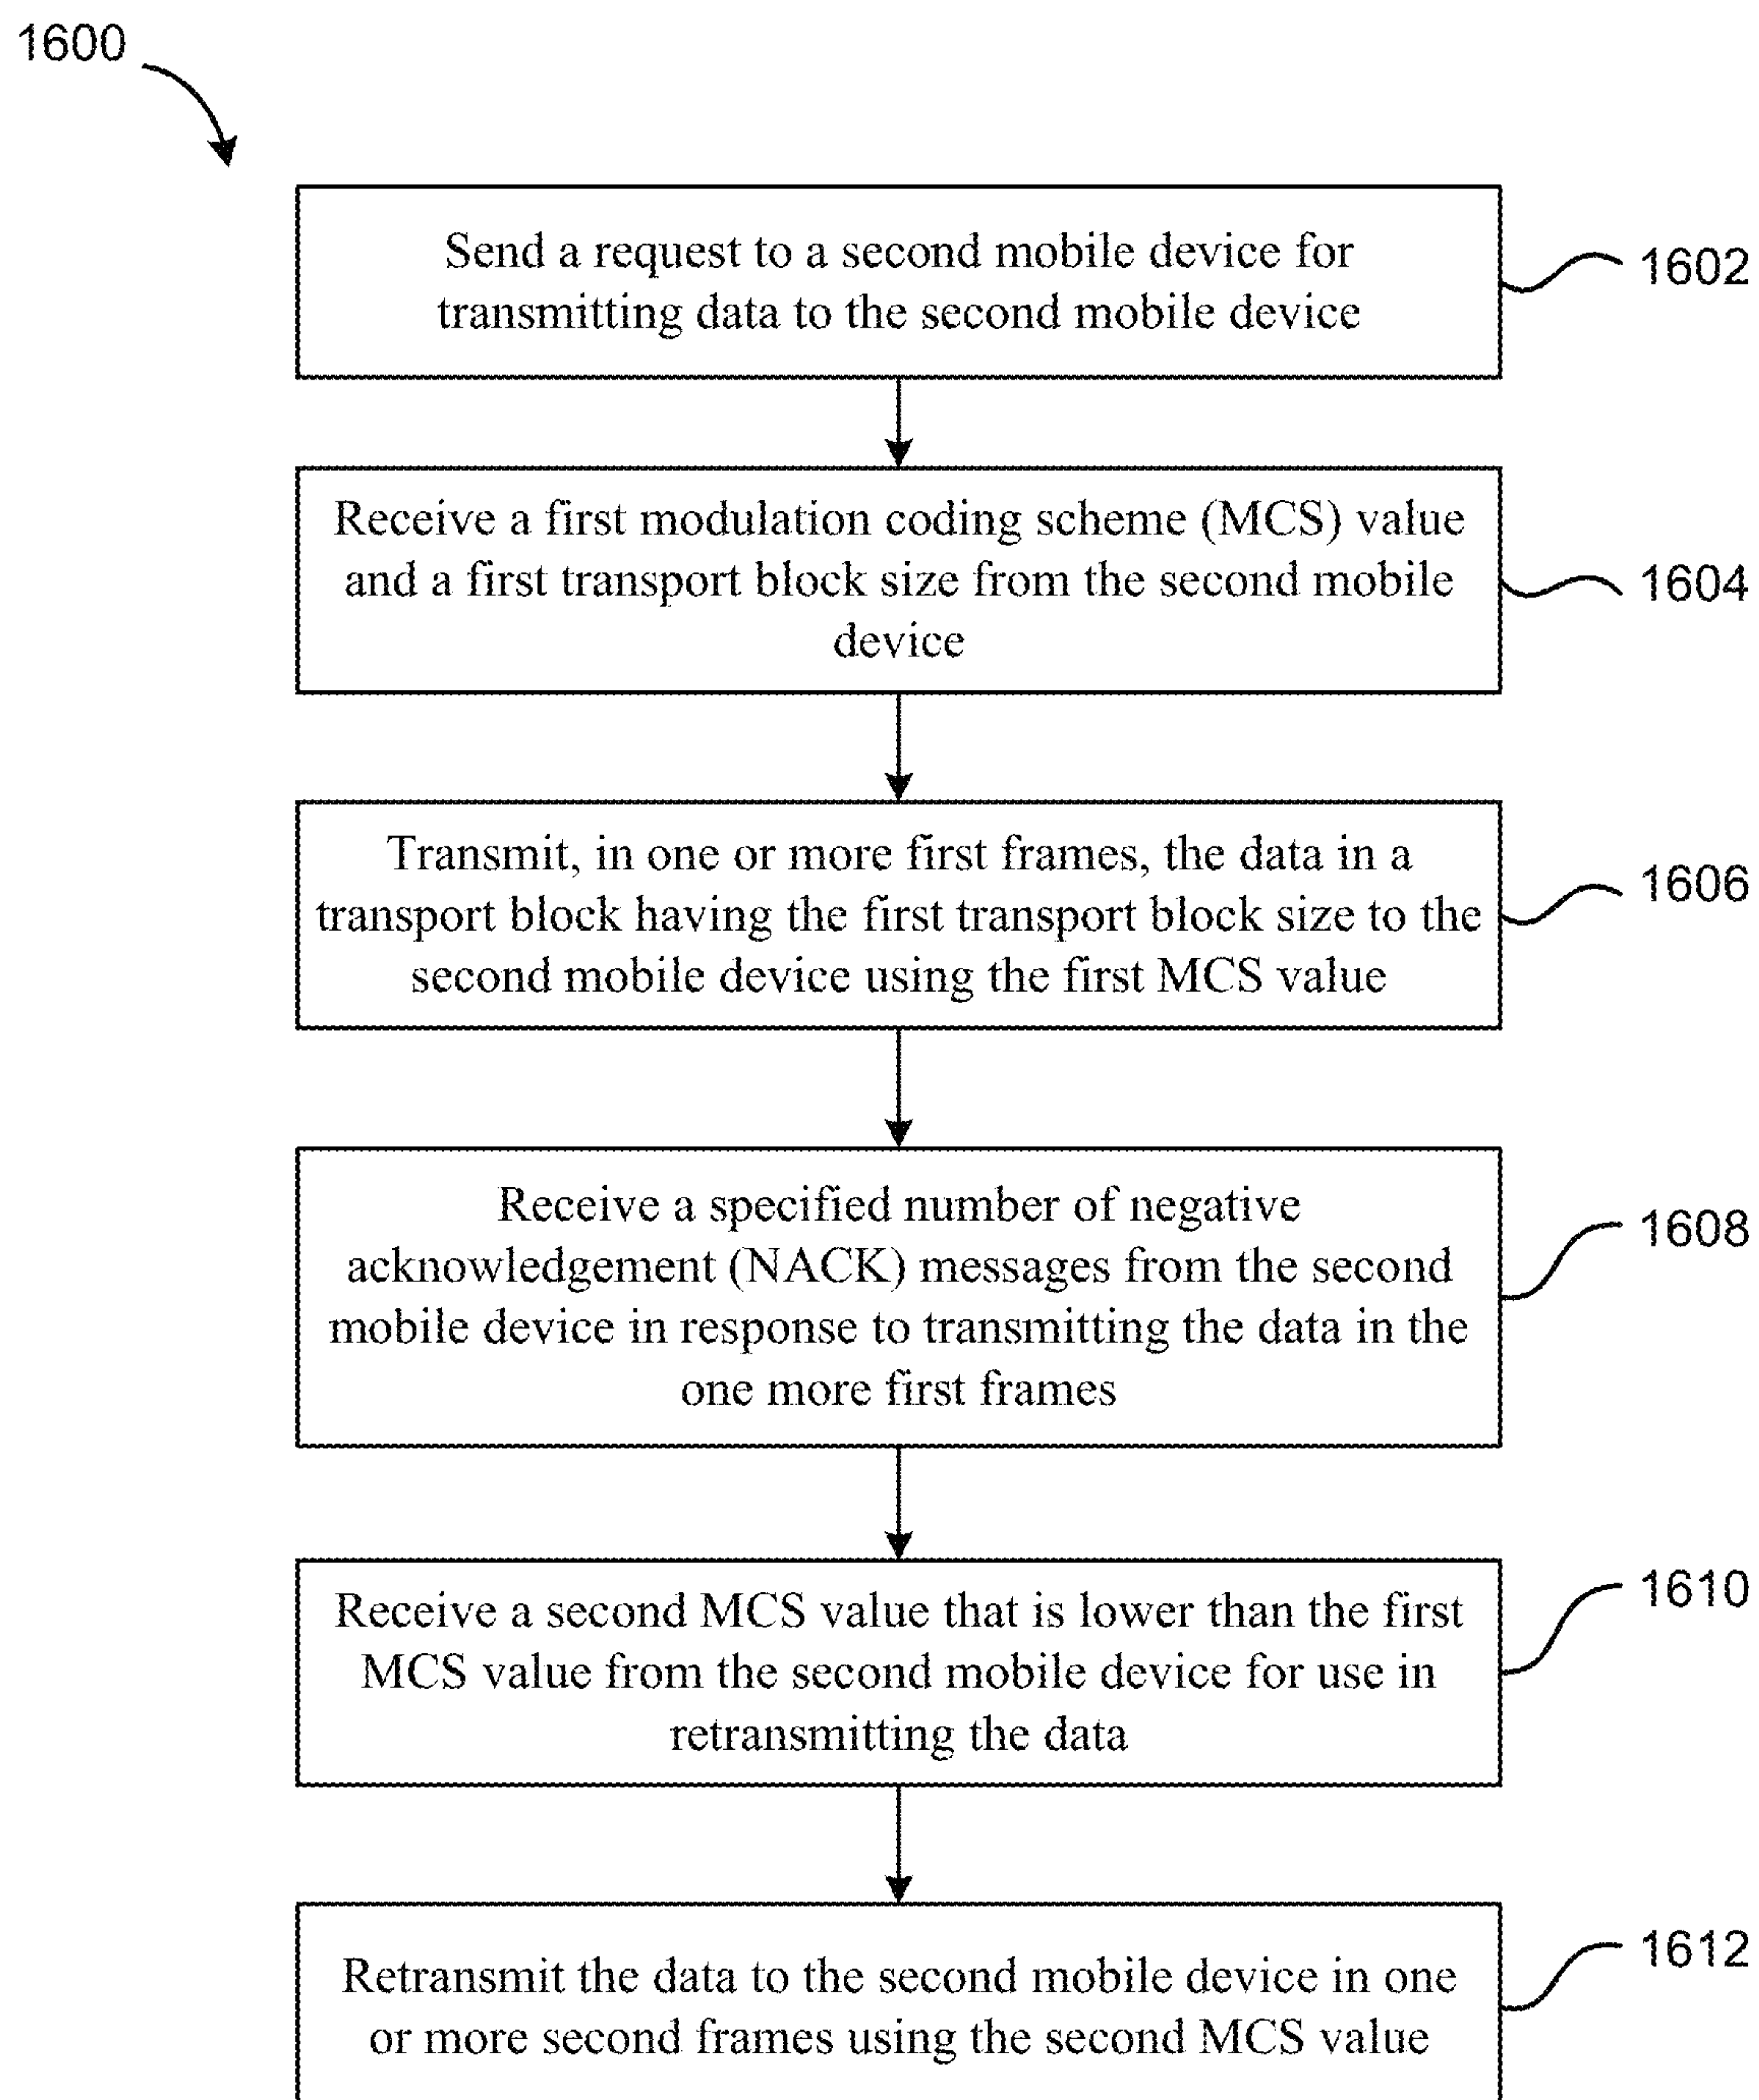 1600
Send a request to a second mobile device for
transmitting data to the second mobile device
1602
Receive a first modulation coding scheme (MCS) value
and a first transport block size from the second mobile
device
1604
Transmit, in one or more first frames, the data in a
transport block having the first transport block size to the
second mobile device using the first MCS value
1606
Receive a specified number of negative
acknowledgement (NACK) messages from the second
mobile device in response to transmitting the data in the
one more first frames
1608
Receive a second MCS value that is lower than the first
MCS value from the second mobile device for use in
retransmitting the data
1610
Retransmit the data to the second mobile device in one
or more second frames using the second MCS value
1612